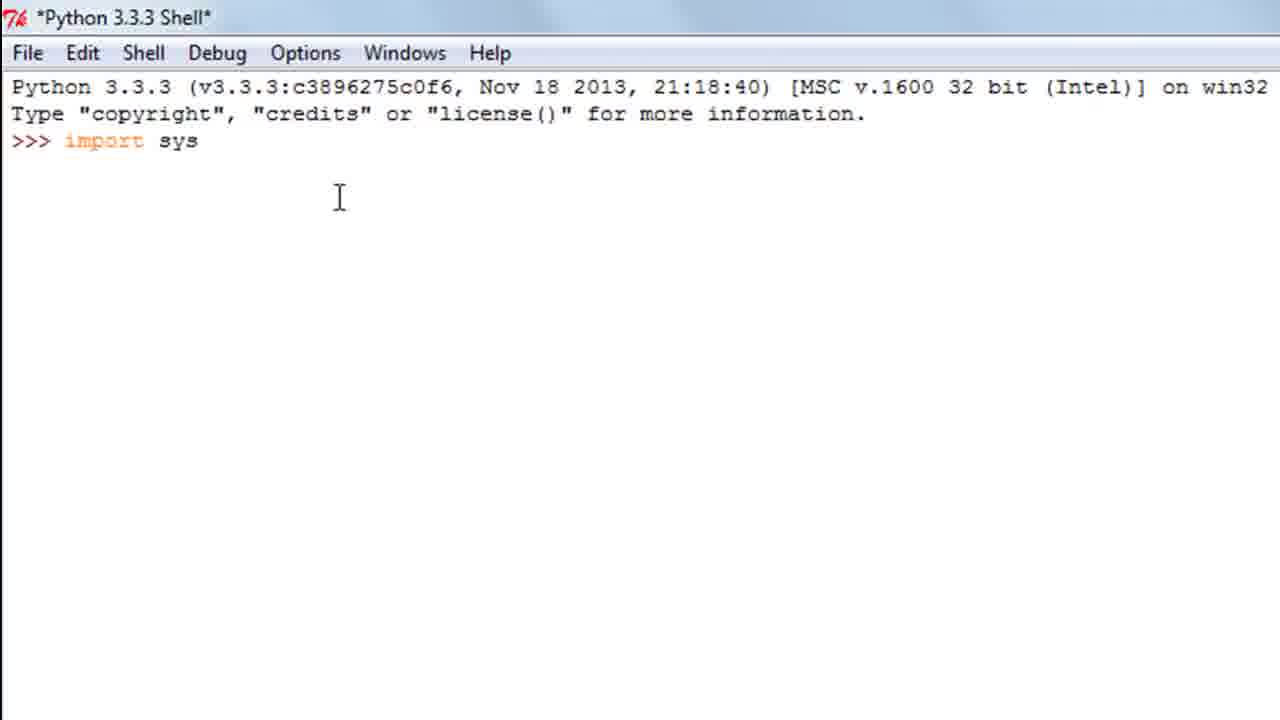 *Python 3.3.3 Shell*
File Edit Shell Debug Options Windows Help
Python 3.3.3 (v3.3.3:c3896275c0f6, Nov 18 2013, 21:18:40) [MSC v.1600 32 bit (Intel)] on win32
Type "copyright", "credits" or "license()" for more information.
>>> import sys